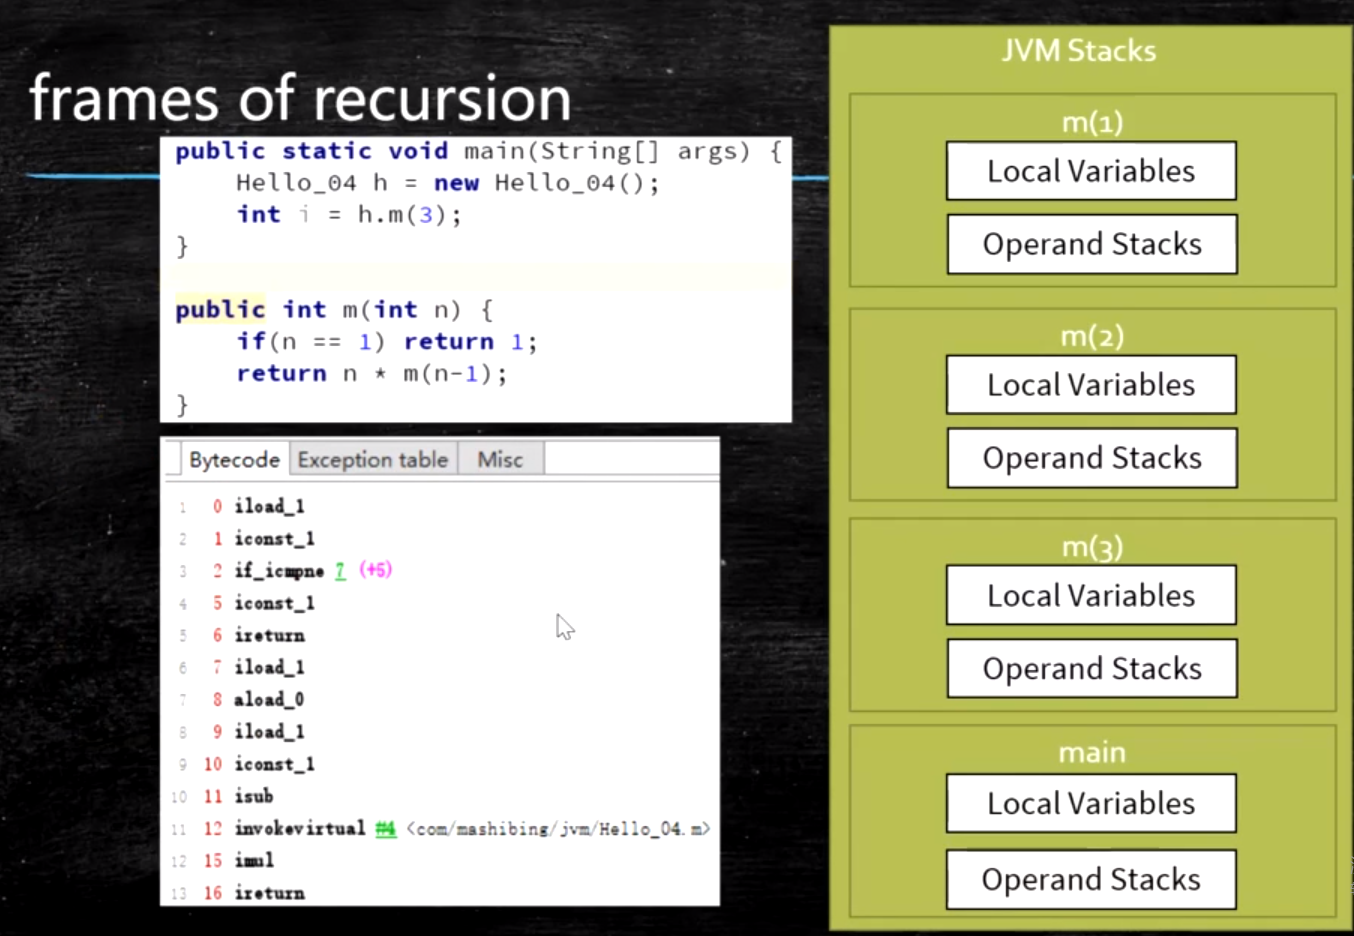 frames of recursion
public static void main(String[] args) {
Hello_04 h = new Hello_04();
int i = h.m(3);
}
public int m(int n) {
if(n == 1) return 1;
return n * m(n-1);
}
Bytecode Exception table Misc
1 0 iload_1
2 1 iconst_1
3 2 if_icmpne 7 (+5)
4 5 iconst_1
5 6 ireturn
6 7 iload_1
7 8 aload_0
8 9 iload_1
9 10 iconst_1
10 11 isub
11 12 invokevirtual #4 <com/mashibing/jvm/Hello_04.m>
12 15 imul
13 16 ireturn
JVM Stacks
m(1)
Local Variables
Operand Stacks
m(2)
Local Variables
Operand Stacks
m(3)
Local Variables
Operand Stacks
main
Local Variables
Operand Stacks